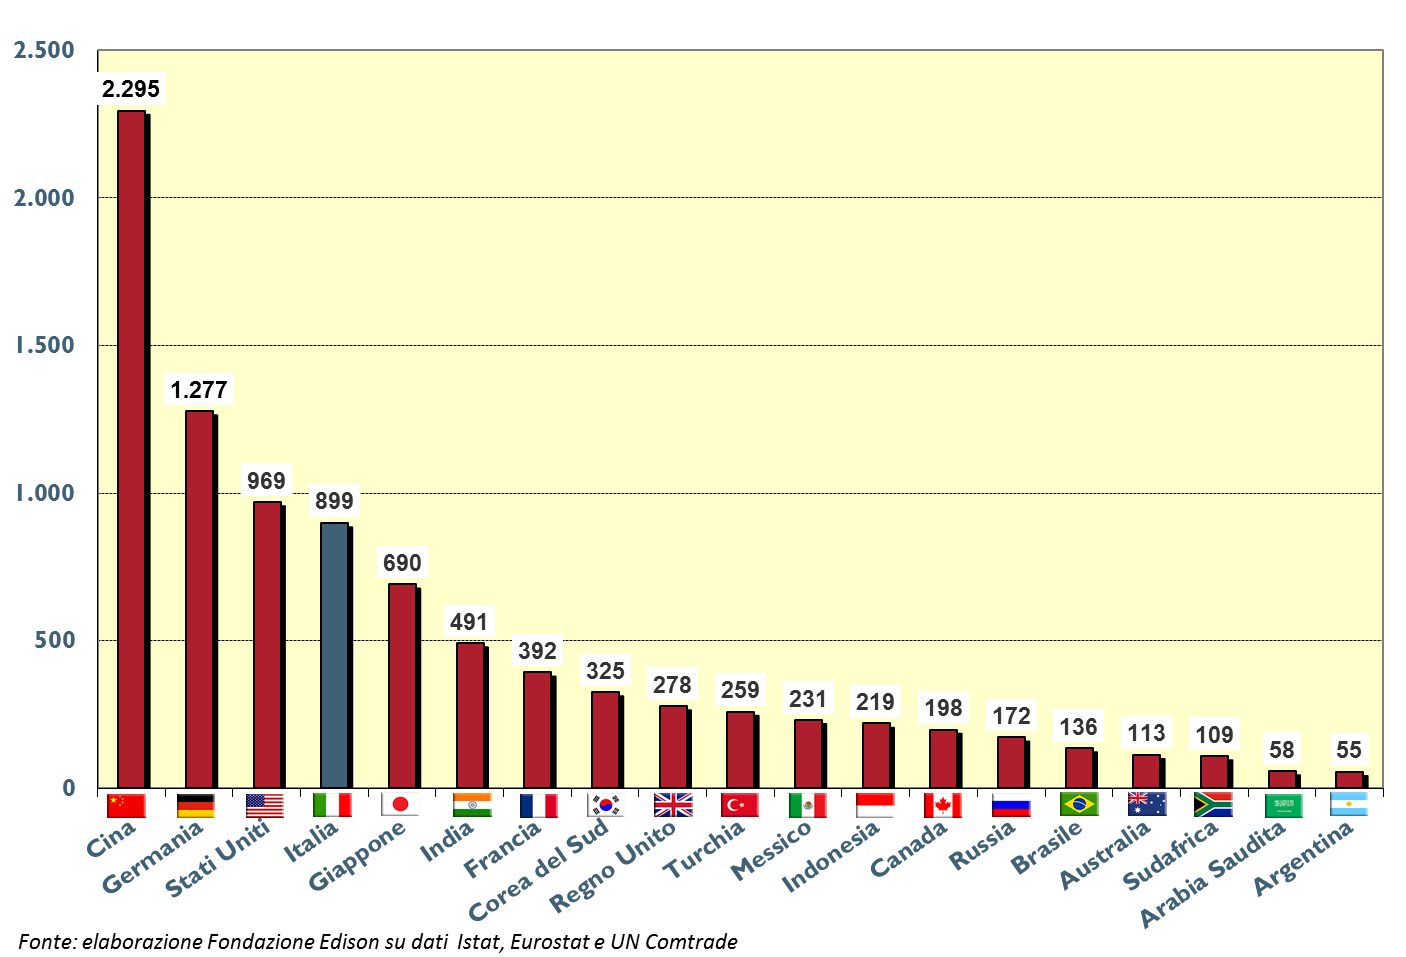 2.500
2.000
1.500
1.000
500
0
2.295
1.277
969
899
690
491
392
325
278
259
231
219
198
172
136
113
109
58
55
Cina
Germania
Stati Uniti
Italia
Giappone
India
Francia
Corea del Sud
Regno Unito
Turchia
Messico
Indonesia
Canada
Russia
Brasile
Australia
Sudafrica
Arabia Saudita
Argentina
Fonte: elaborazione Fondazione Edison su dati Istat, Eurostat e UN Comtrade